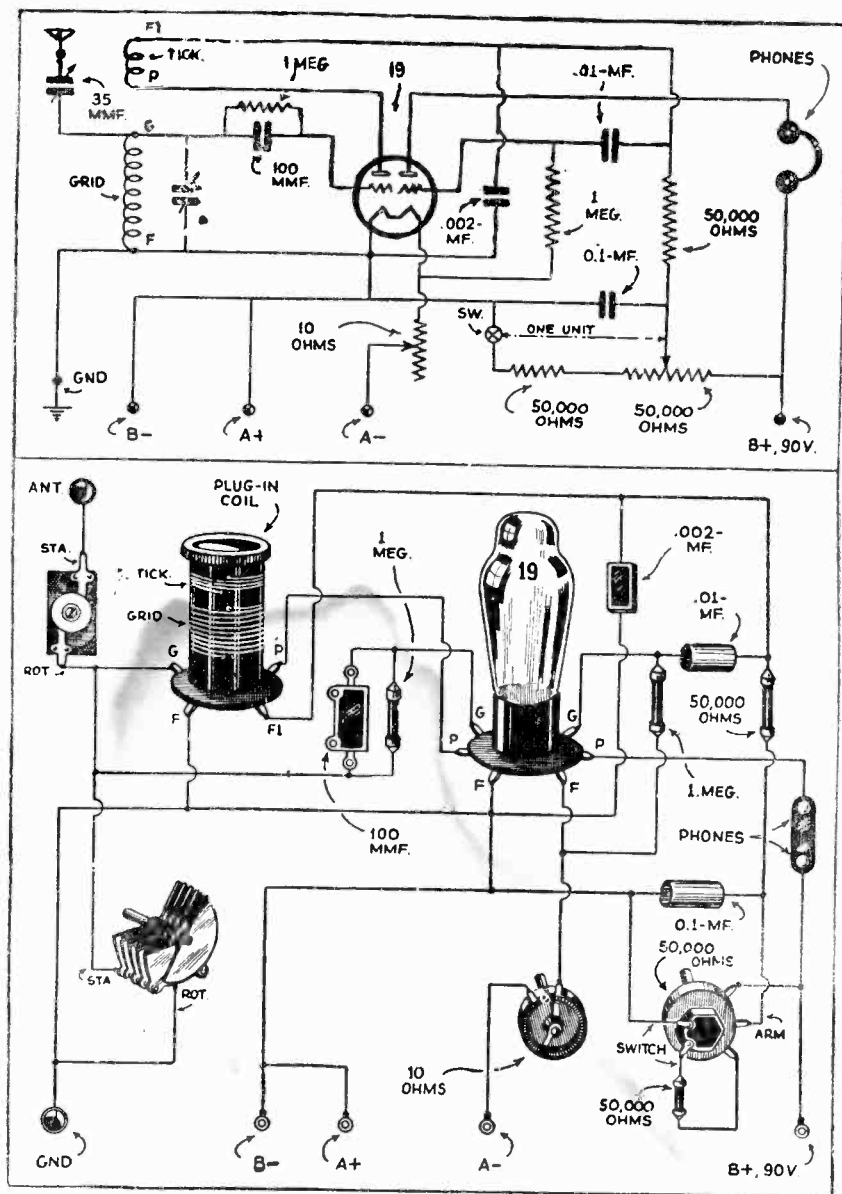 F1
TICK.
P
1 MEG
19
.01-MF.
PHONES
35
MMF.
G
GRID
100
MMF.
.002-
MF.
1
MEG.
50,000
OHMS
F
0.1-MF.
10
OHMS
SW.
ONE UNIT
GND
50,000
OHMS
50,000
OHMS
B-
A+
A-
B+, 90V.
ANT
PLUG-IN
COIL
STA.
1
MEG.
.002-
MF.
TICK.
GRID
19
.01-
MF.
G
P
ROT.
F
F1
G
G
50,000
OHMS
P
P
F
F
1 MEG.
100
MMF.
PHONES
0.1-MF.
50,000
OHMS
STA
ROT.
SWITCH
ARM
10
OHMS
50,000
OHMS
GND
B-
A+
A-
B+, 90V.